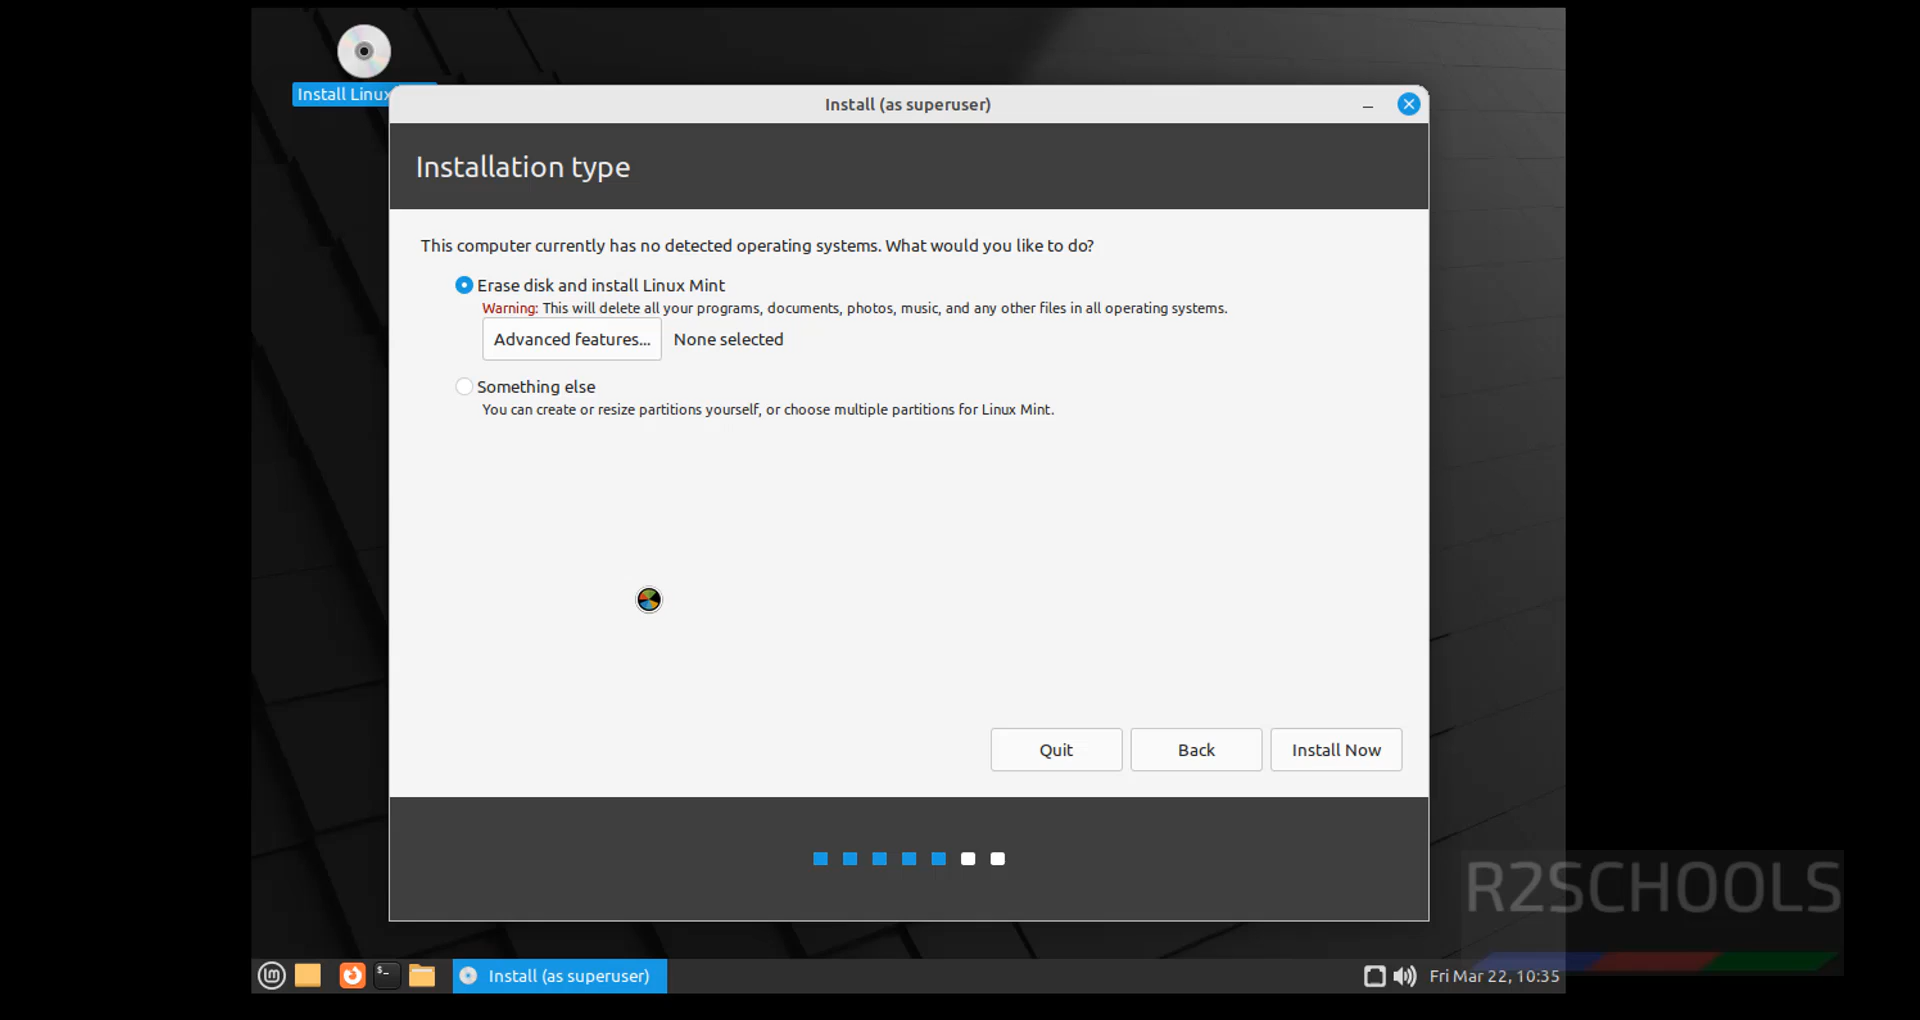 Install Linux
Install (as superuser)
Installation type
This computer currently has no detected operating systems. What would you like to do?
Erase disk and install Linux Mint
Warning: This will delete all your programs, documents, photos, music, and any other files in all operating systems.
Advanced features... None selected
Something else
You can create or resize partitions yourself, or choose multiple partitions for Linux Mint.
Quit Back Install Now
R2SCHOOLS
$- Install (as superuser) Fri Mar 22, 10:35